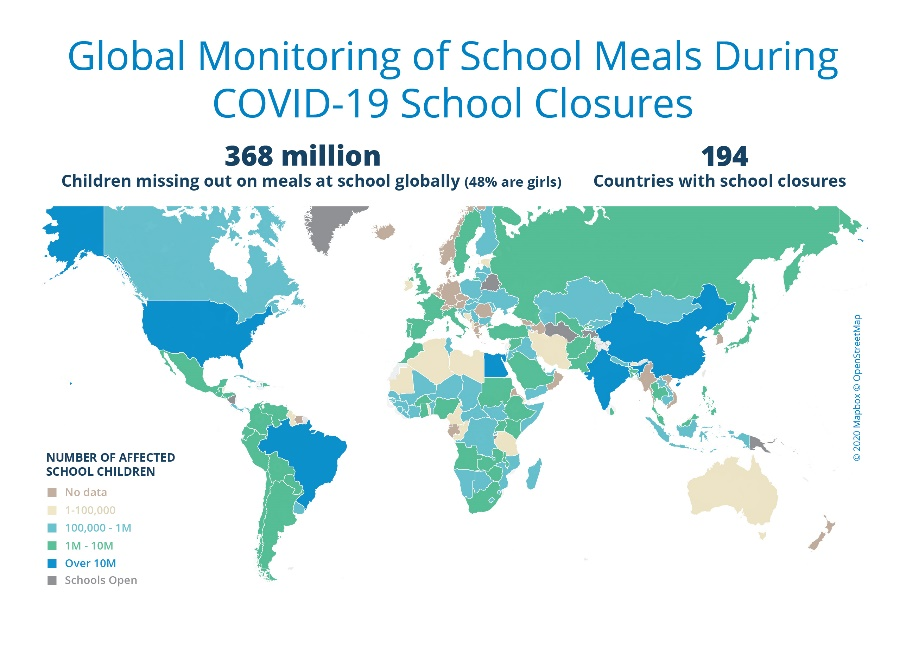 Global Monitoring of School Meals During
COVID-19 School Closures
368 million
Children missing out on meals at school globally (48% are girls)
194
Countries with school closures
NUMBER OF AFFECTED
SCHOOL CHILDREN
No data
1-100,000
100,000 - 1M
1M - 10M
Over 10M
Schools Open
© 2020 Mapbox © OpenStreetMap